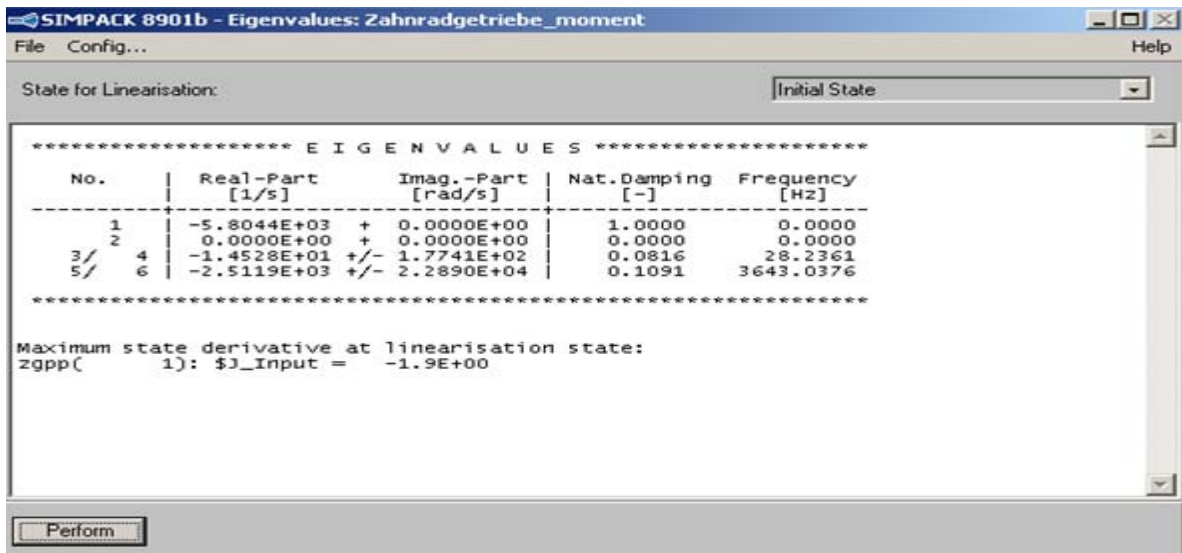 SIMPACK 8901b - Eigenvalues: Zahnradgetriebe_moment
File Config... Help
State for Linearisation: Initial State
******************** E I G E N V A L U E S *********************
No. | Real-Part Imag.-Part | Nat.Damping Frequency
| [1/s] [rad/s] | [-] [Hz]
1 | -5.8044E+03 + 0.0000E+00 | 1.0000 0.0000
2 | 0.0000E+00 + 0.0000E+00 | 0.0000 0.0000
3/ 4 | -1.4528E+01 +/- 1.7741E+02 | 0.0816 28.2361
5/ 6 | -2.5119E+03 +/- 2.2890E+04 | 0.1091 3643.0376
****************************************************************
Maximum state derivative at linearisation state:
zgpp( 1): $J_Input = -1.9E+00
Perform